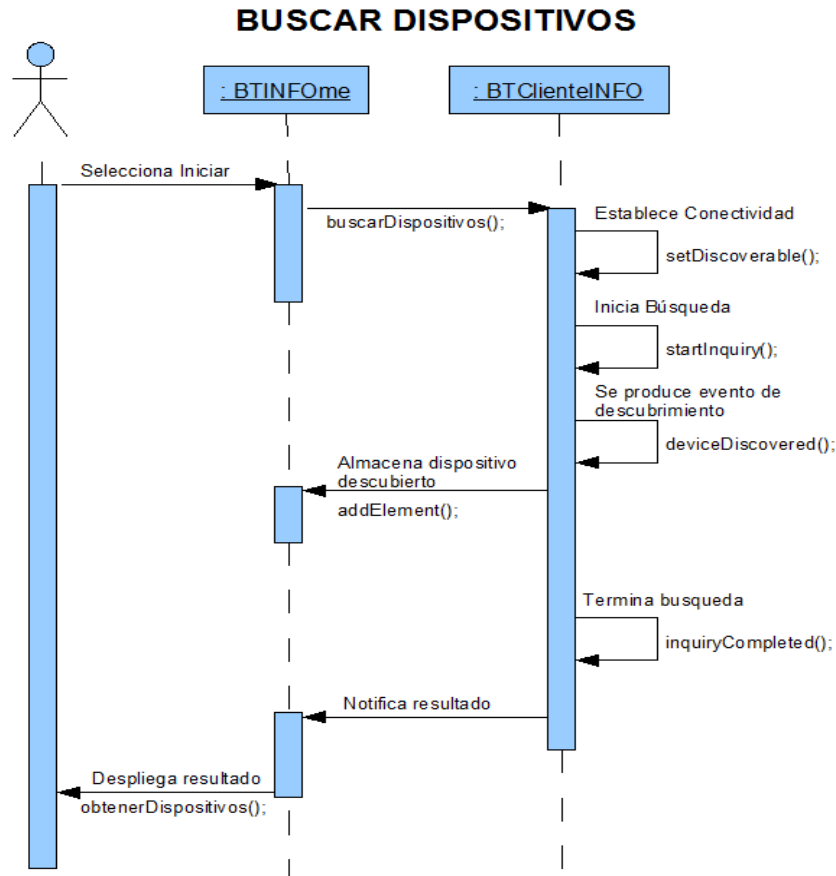 BUSCAR DISPOSITIVOS
: BTINFOme
: BTClienteINFO
Selecciona Iniciar
buscarDispositivos();
Establece Conectividad
setDiscoverable();
Inicia Búsqueda
startInquiry();
Se produce evento de
descubrimiento
deviceDiscovered();
Almacena dispositivo
descubierto
addElement();
Termina busqueda
inquiryCompleted();
Notifica resultado
Despliega resultado
obtenerDispositivos();